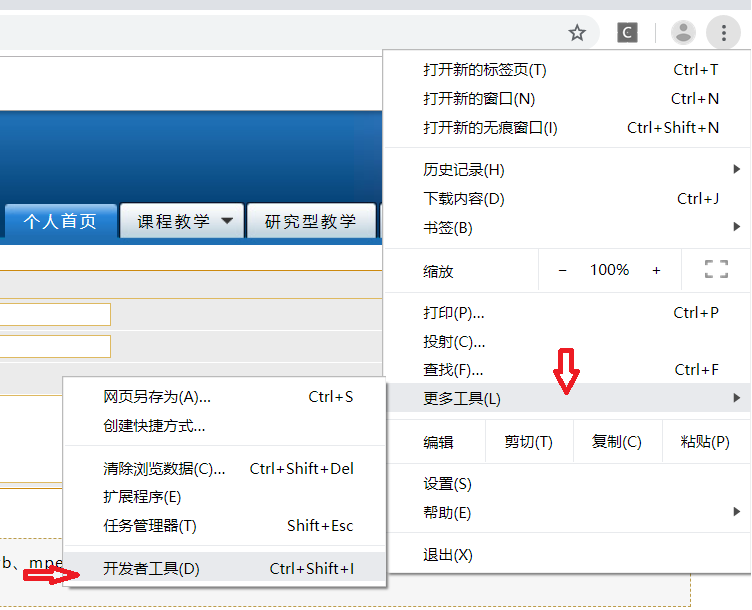 C
打开新的标签页(T) Ctrl+T
打开新的窗口(N) Ctrl+N
打开新的无痕窗口(I) Ctrl+Shift+N
历史记录(H)
下载内容(D) Ctrl+J
书签(B)
缩放 − 100% +
打印(P)... Ctrl+P
投射(C)...
查找(F)... Ctrl+F
更多工具(L)
编辑 剪切(T) 复制(C) 粘贴(P)
设置(S)
帮助(E)
退出(X)
个人首页 课程教学 研究型教学
网页另存为(A)... Ctrl+S
创建快捷方式...
清除浏览数据(C)... Ctrl+Shift+Del
扩展程序(E)
任务管理器(T) Shift+Esc
开发者工具(D) Ctrl+Shift+I
b、mpe